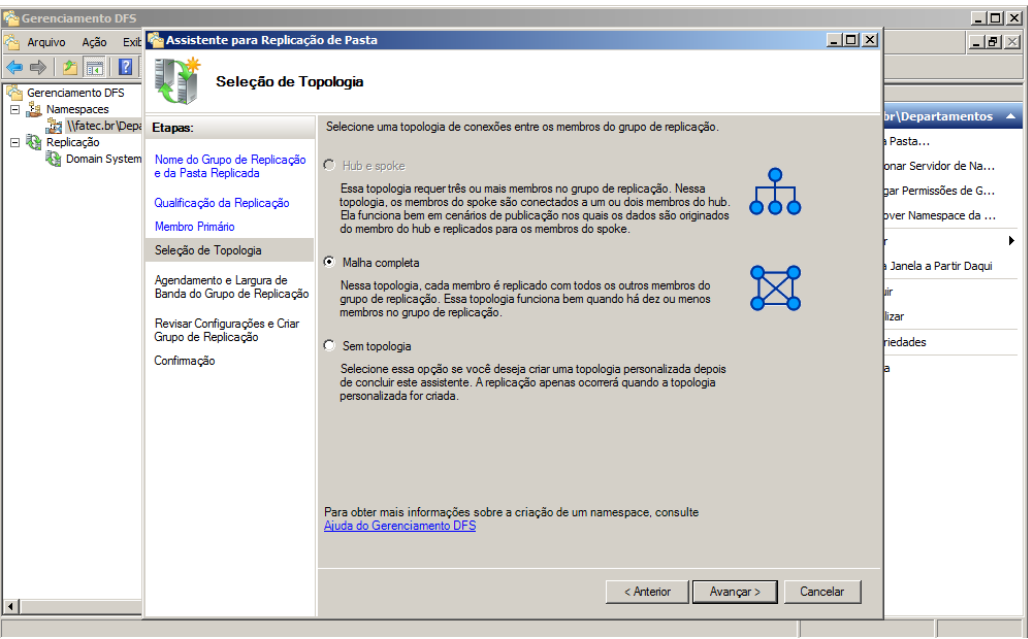 Gerenciamento DFS
Arquivo Ação Exib
Gerenciamento DFS
Namespaces
\\fatec.br\Depa
Replicação
Domain System
Assistente para Replicação de Pasta
Seleção de Topologia
Etapas:
Nome do Grupo de Replicação
e da Pasta Replicada
Qualificação da Replicação
Membro Primário
Seleção de Topologia
Agendamento e Largura de
Banda do Grupo de Replicação
Revisar Configurações e Criar
Grupo de Replicação
Confirmação
Selecione uma topologia de conexões entre os membros do grupo de replicação.
Hub e spoke
Essa topologia requer três ou mais membros no grupo de replicação. Nessa
topologia, os membros do spoke são conectados a um ou dois membros do hub.
Ela funciona bem em cenários de publicação nos quais os dados são originados
do membro do hub e replicados para os membros do spoke.
Malha completa
Nessa topologia, cada membro é replicado com todos os outros membros do
grupo de replicação. Essa topologia funciona bem quando há dez ou menos
membros no grupo de replicação.
Sem topologia
Selecione essa opção se você deseja criar uma topologia personalizada depois
de concluir este assistente. A replicação apenas ocorrerá quando a topologia
personalizada for criada.
Para obter mais informações sobre a criação de um namespace, consulte
Ajuda do Gerenciamento DFS
< Anterior Avançar > Cancelar
br\Departamentos
a Pasta...
onar Servidor de Na...
gar Permissões de G...
over Namespace da ...
r
a Janela a Partir Daqui
uir
lizar
riedades
a